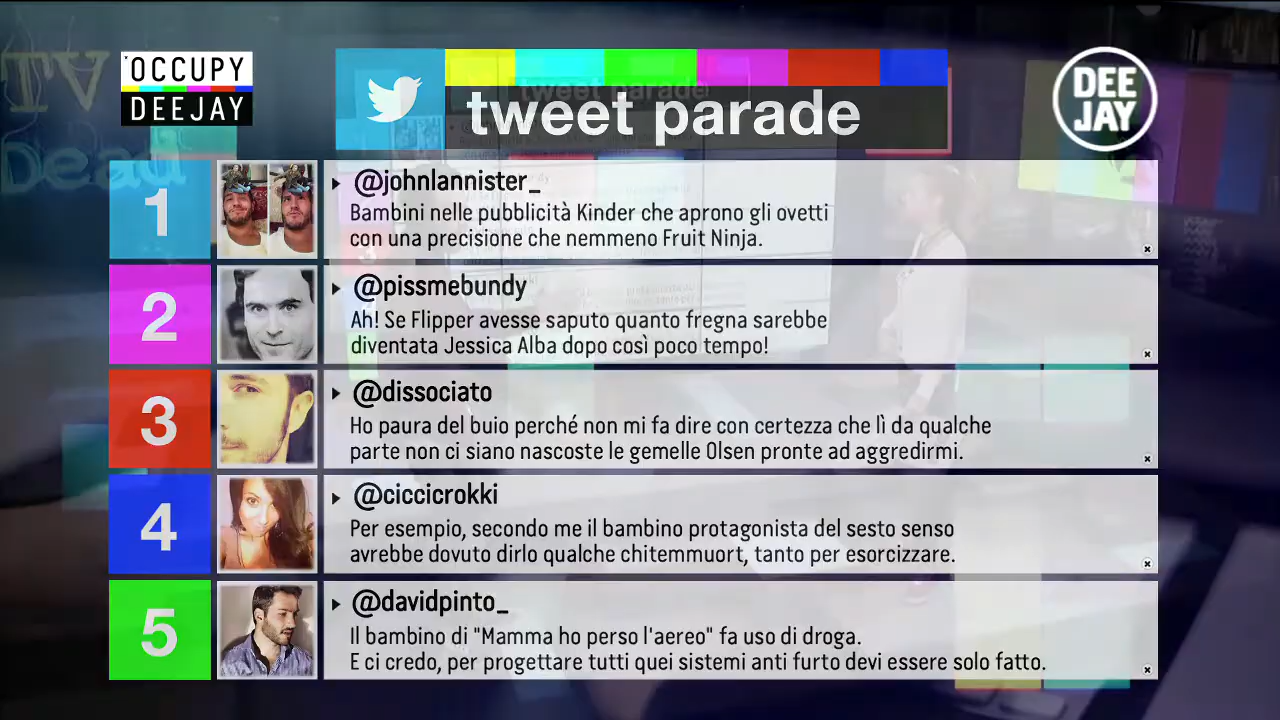 OCCUPY
DEEJAY
tweet parade
DEE
JAY
TV
Dead
1
@johnlannister_
Bambini nelle pubblicità Kinder che aprono gli ovetti
con una precisione che nemmeno Fruit Ninja.
2
@pissmebundy
Ah! Se Flipper avesse saputo quanto fregna sarebbe
diventata Jessica Alba dopo così poco tempo!
3
@dissociato
Ho paura del buio perché non mi fa dire con certezza che lì da qualche
parte non ci siano nascoste le gemelle Olsen pronte ad aggredirmi.
4
@ciccicrokki
Per esempio, secondo me il bambino protagonista del sesto senso
avrebbe dovuto dirlo qualche chitemmuort, tanto per esorcizzare.
5
@davidpinto_
Il bambino di "Mamma ho perso l'aereo" fa uso di droga.
E ci credo, per progettare tutti quei sistemi anti furto devi essere solo fatto.